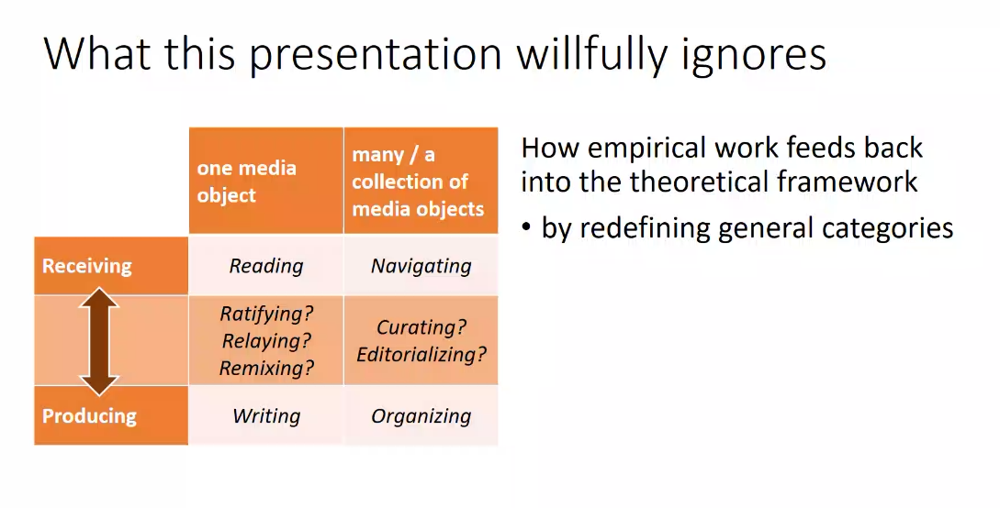 What this presentation willfully ignores
one media
object
many / a
collection of
media objects
Receiving
Reading
Navigating
Ratifying?
Relaying?
Remixing?
Curating?
Editorializing?
Producing
Writing
Organizing
How empirical work feeds back
into the theoretical framework
• by redefining general categories